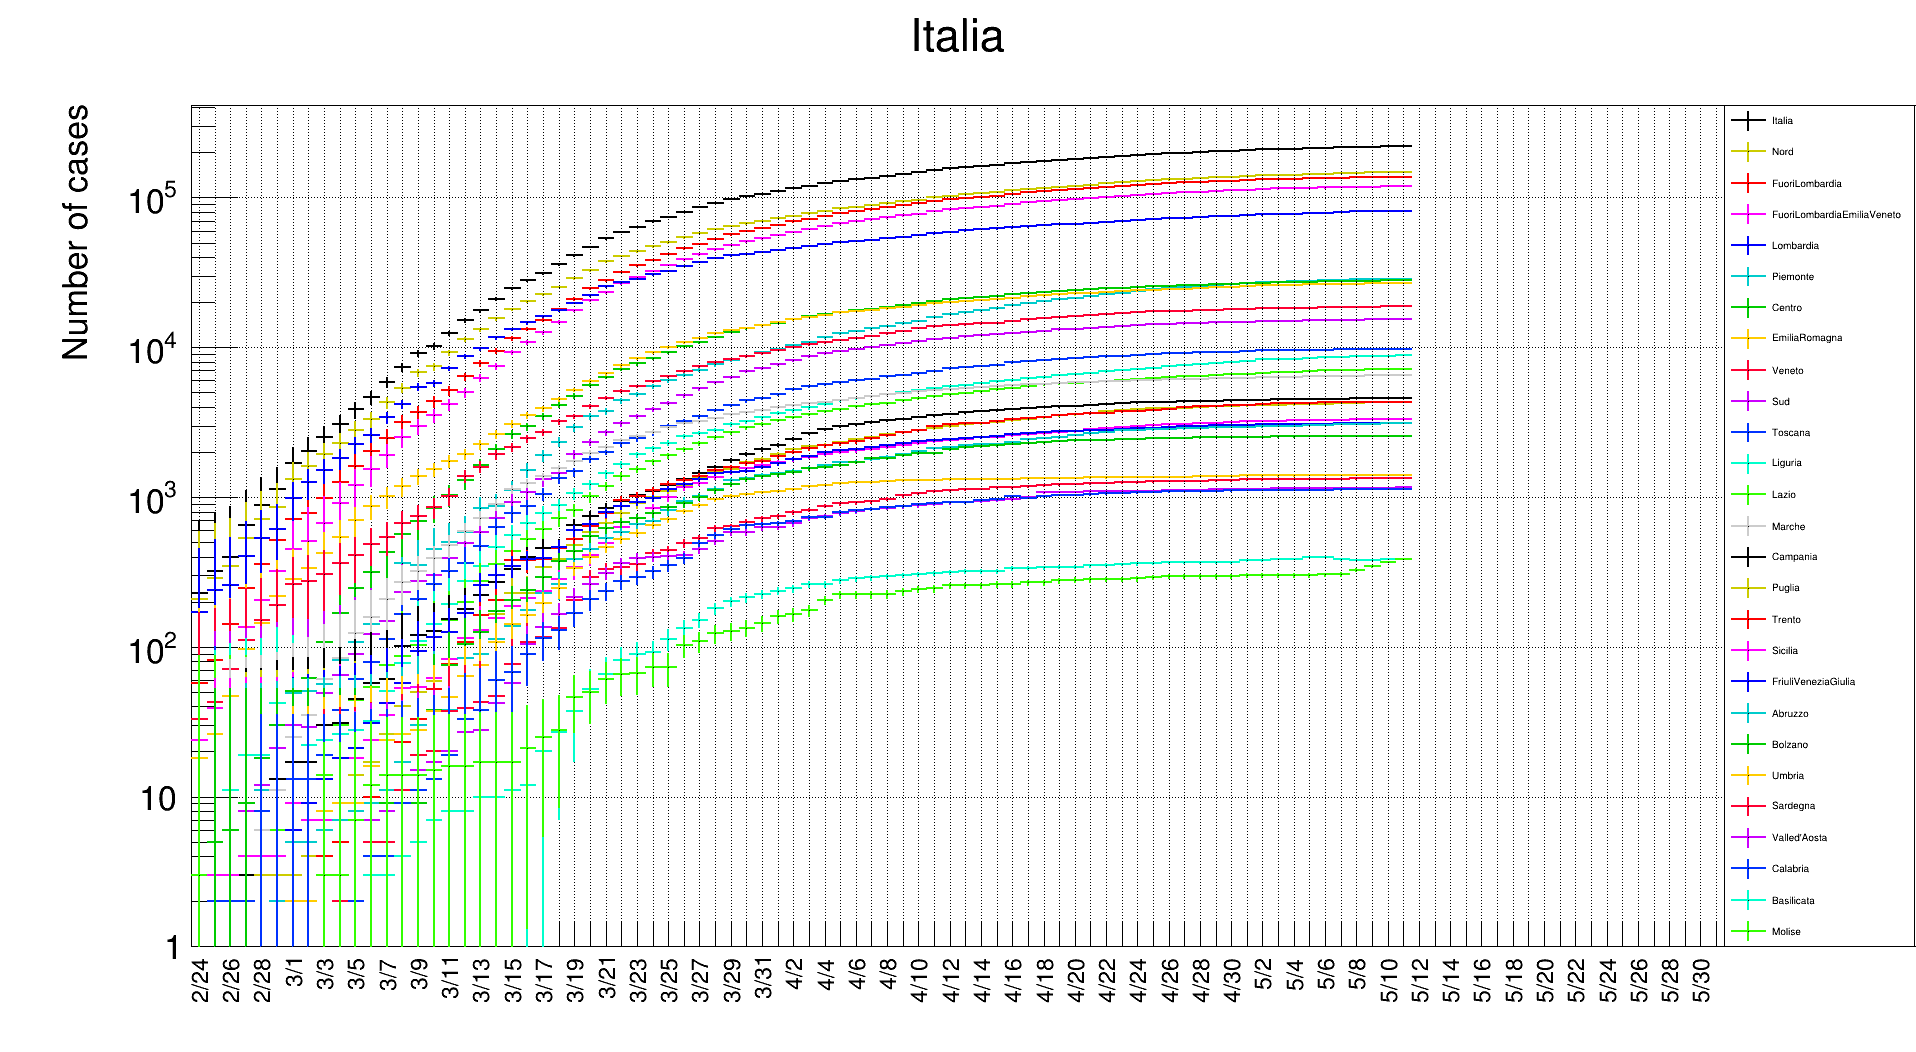 Italia
Number of cases
10^5
10^4
10^3
10^2
10
1
2/24 2/26 2/28 3/1 3/3 3/5 3/7 3/9 3/11 3/13 3/15 3/17 3/19 3/21 3/23 3/25 3/27 3/29 3/31 4/2 4/4 4/6 4/8 4/10 4/12 4/14 4/16 4/18 4/20 4/22 4/24 4/26 4/28 4/30 5/2 5/4 5/6 5/8 5/10 5/12 5/14 5/16 5/18 5/20 5/22 5/24 5/26 5/28 5/30
Italia
Nord
FuoriLombardia
FuoriLombardiaEmiliaVeneto
Lombardia
Piemonte
Centro
EmiliaRomagna
Veneto
Sud
Toscana
Liguria
Lazio
Marche
Campania
Puglia
Trento
Sicilia
FriuliVeneziaGiulia
Abruzzo
Bolzano
Umbria
Sardegna
Valled'Aosta
Calabria
Basilicata
Molise